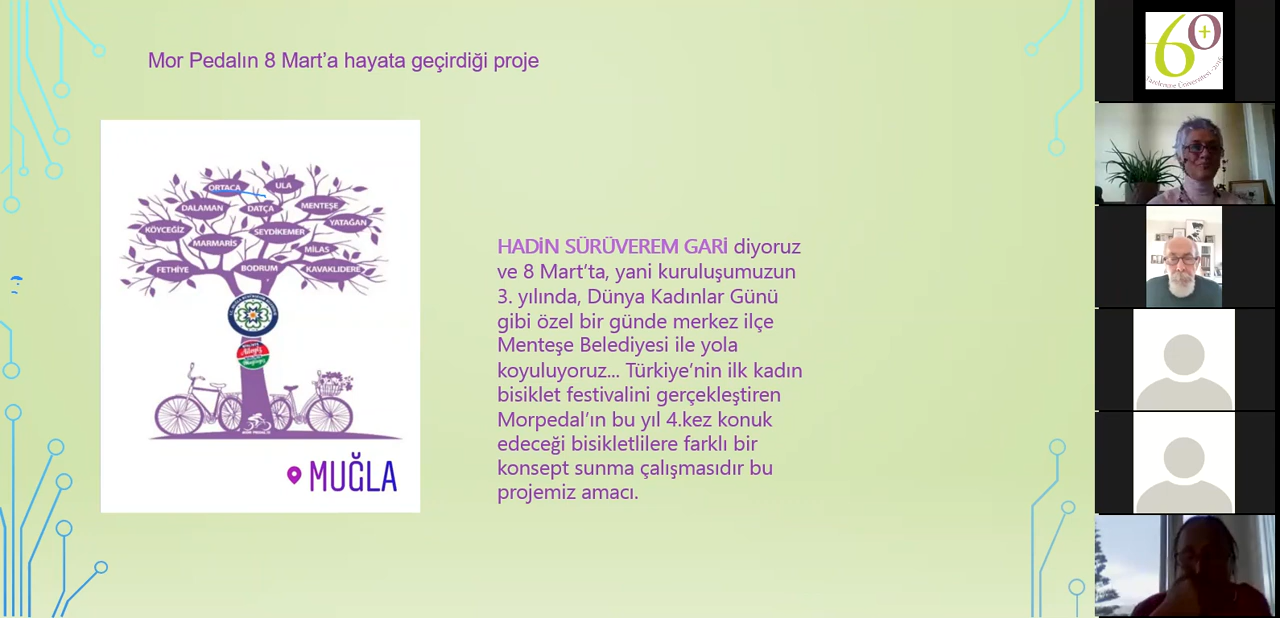 Mor Pedalın 8 Mart’a hayata geçirdiği proje
ORTACA
ULA
DALAMAN
DATÇA
MENTEŞE
KÖYCEĞİZ
SEYDİKEMER
YATAĞAN
MARMARİS
MİLAS
FETHİYE
BODRUM
KAVAKLIDERE
MUĞLA
HADİN SÜRÜVEREM GARİ diyoruz
ve 8 Mart’ta, yani kuruluşumuzun
3. yılında, Dünya Kadınlar Günü
gibi özel bir günde merkez ilçe
Menteşe Belediyesi ile yola
koyuluyoruz... Türkiye’nin ilk kadın
bisiklet festivalini gerçekleştiren
Morpedal’ın bu yıl 4.kez konuk
edeceği bisikletlilere farklı bir
konsept sunma çalışmasıdır bu
projemiz amacı.
60+